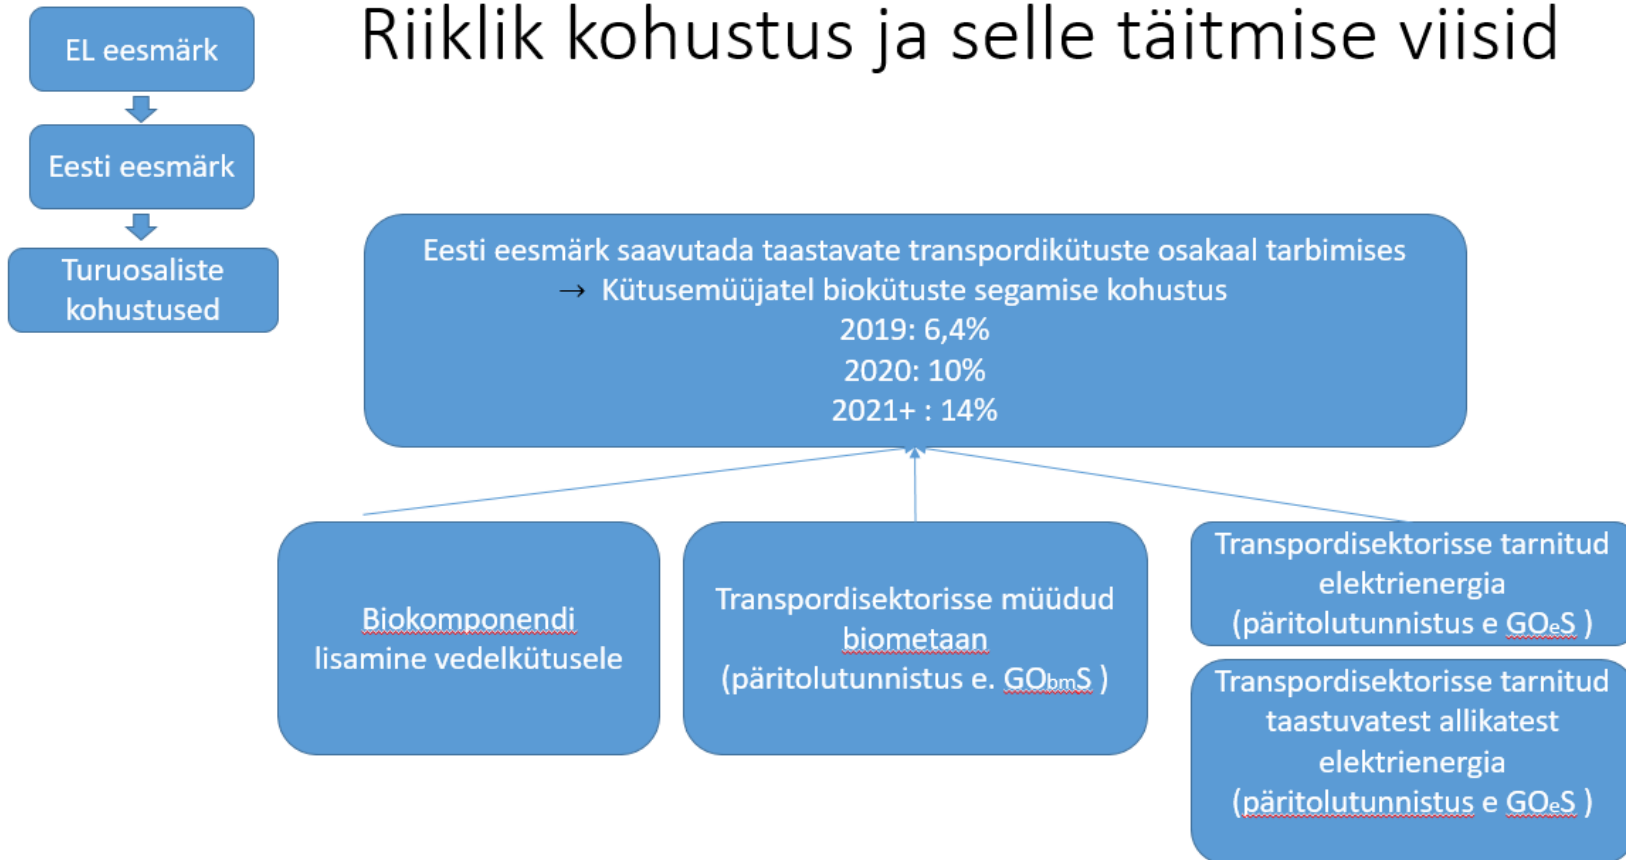 Riiklik kohustus ja selle täitmise viisid
EL eesmärk
Eesti eesmärk
Turuosaliste
kohustused
Eesti eesmärk saavutada taastavate transpordikütuste osakaal tarbimises
→ Kütusemüüjatel biokütuste segamise kohustus
2019: 6,4%
2020: 10%
2021+ : 14%
Biokomponendi
lisamine vedelkütusele
Transpordisektorisse müüdud
biometaan
(päritolutunnistus e. GObmS )
Transpordisektorisse tarnitud
elektrienergia
(päritolutunnistus e GOeS )
Transpordisektorisse tarnitud
taastuvatest allikatest
elektrienergia
(päritolutunnistus e GOeS )